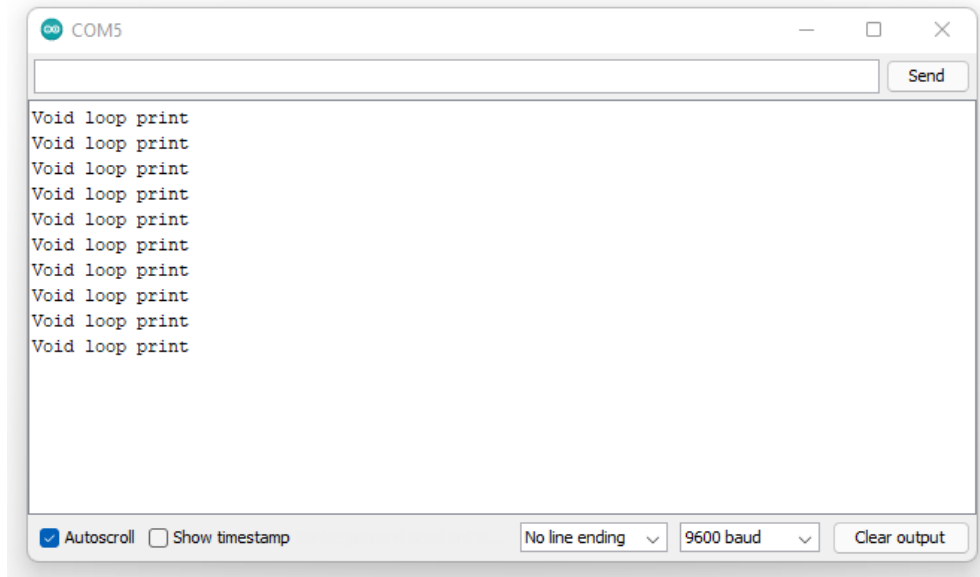 COM5
Send
Void loop print
Void loop print
Void loop print
Void loop print
Void loop print
Void loop print
Void loop print
Void loop print
Void loop print
Void loop print
Autoscroll Show timestamp No line ending 9600 baud Clear output